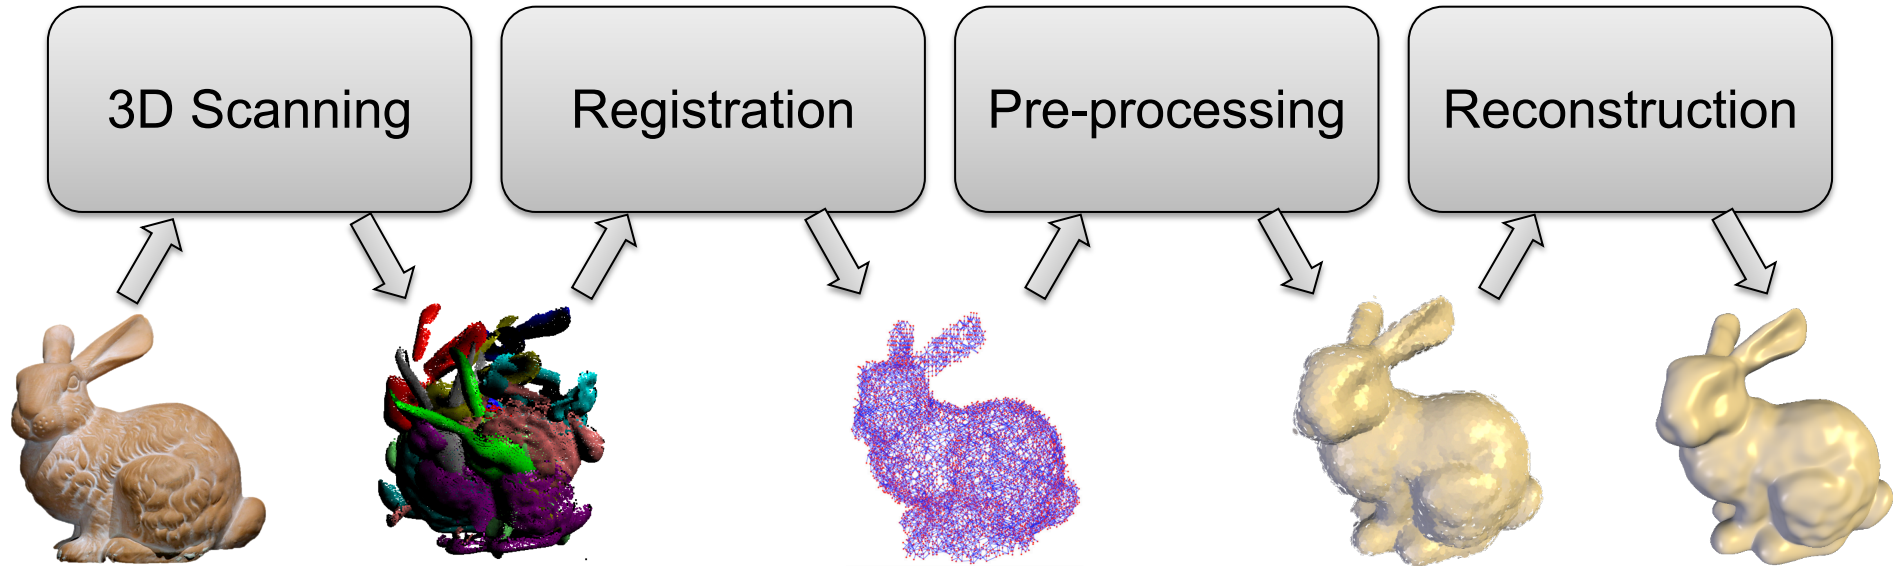 3D Scanning
Registration
Pre-processing
Reconstruction